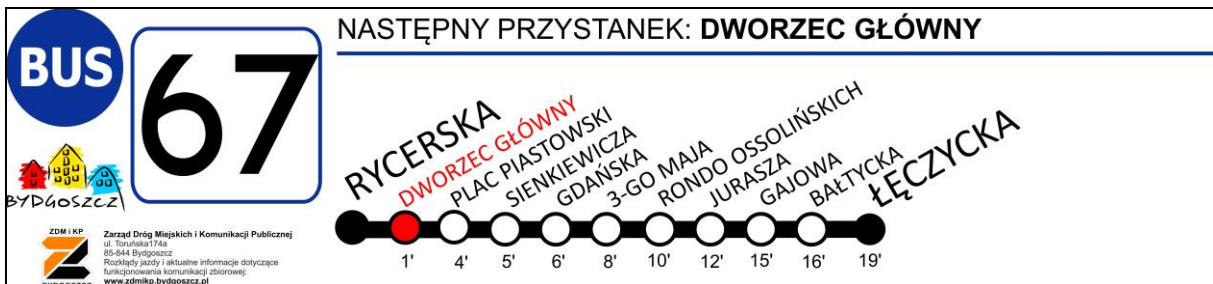 BUS
67
NASTĘPNY PRZYSTANEK: DWORZEC GŁÓWNY
RYCERSKA
DWORZEC GŁÓWNY
PLAC PIASTOWSKI
SIENKIEWICZA
GDAŃSKA
3-GO MAJA
RONDO OSSOLIŃSKICH
JURASZA
GAJOWA
BAŁTYCKA
ŁĘCZYCKA
1' 4' 5' 6' 8' 10' 12' 15' 16' 19'
BYDGOSZCZ
ZDM i KP
BYDGOSZCZ
Zarząd Dróg Miejskich i Komunikacji Publicznej
ul. Toruńska174a
85-844 Bydgoszcz
Rozkłady jazdy i aktualne informacje dotyczące
funkcjonowania komunikacji zbiorowej:
www.zdmikp.bydgoszcz.pl